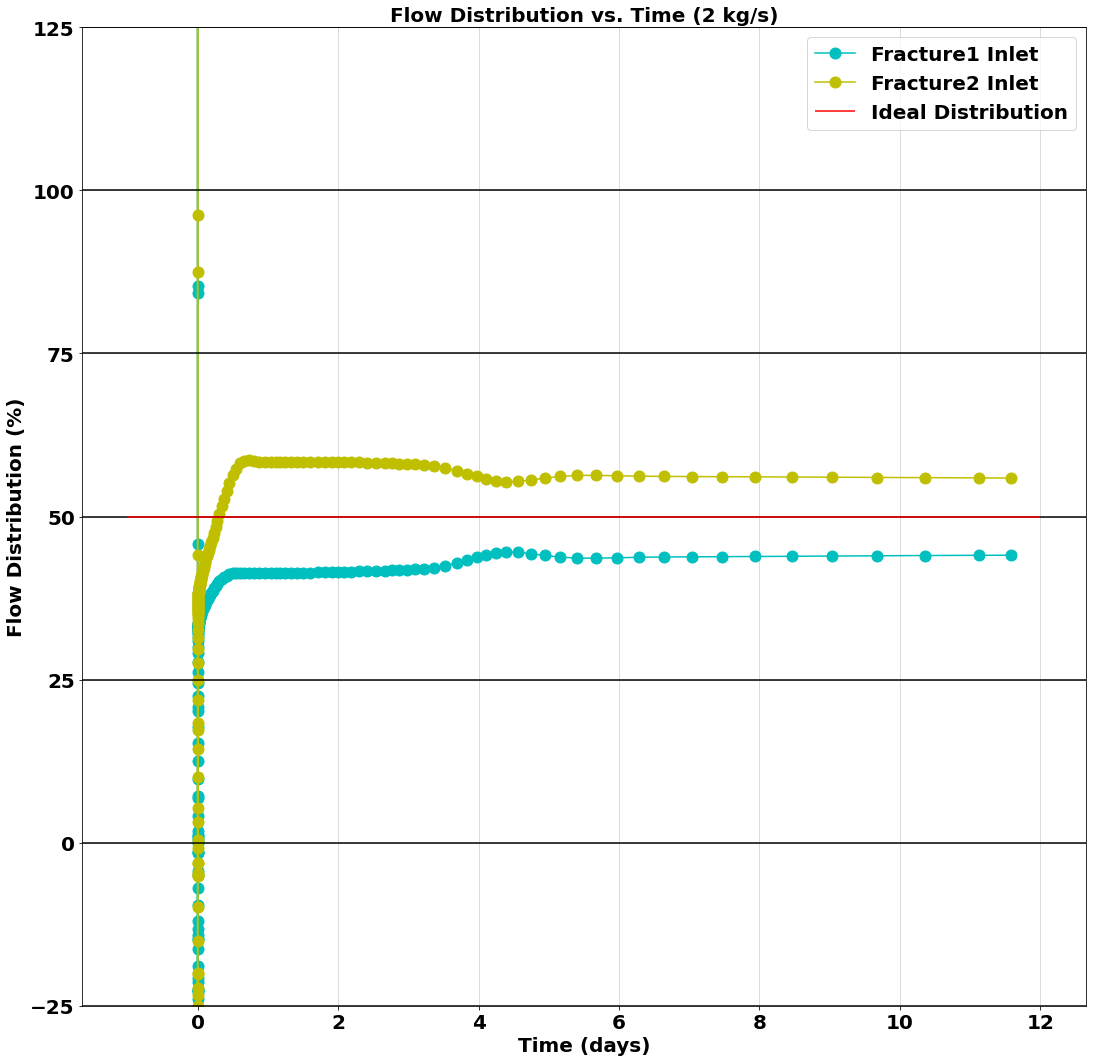 Flow Distribution vs. Time (2 kg/s)
Fracture1 Inlet
Fracture2 Inlet
Ideal Distribution
Flow Distribution (%)
125
100
75
50
25
0
−25
0 2 4 6 8 10 12
Time (days)